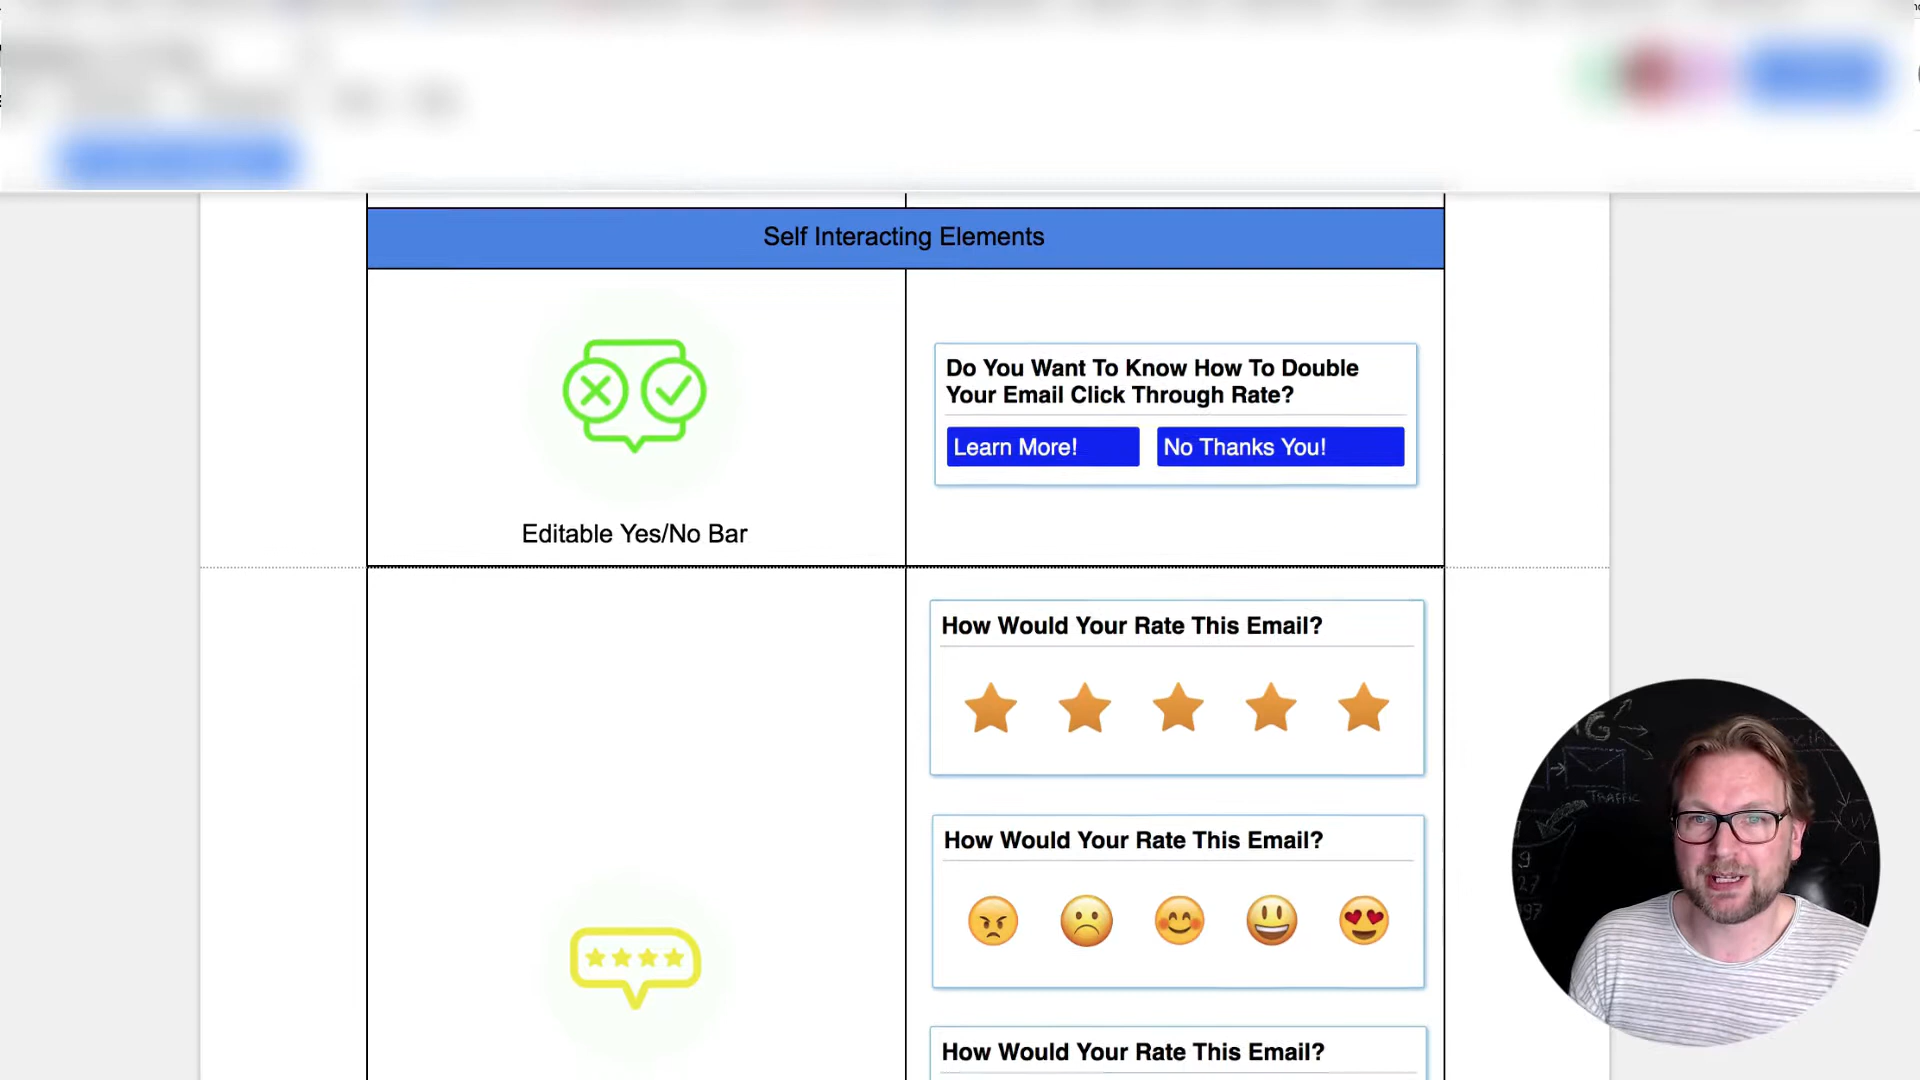 Self Interacting Elements
Do You Want To Know How To Double
Your Email Click Through Rate?
Learn More!
No Thanks You!
Editable Yes/No Bar
How Would Your Rate This Email?
How Would Your Rate This Email?
How Would Your Rate This Email?
TRAFFIC